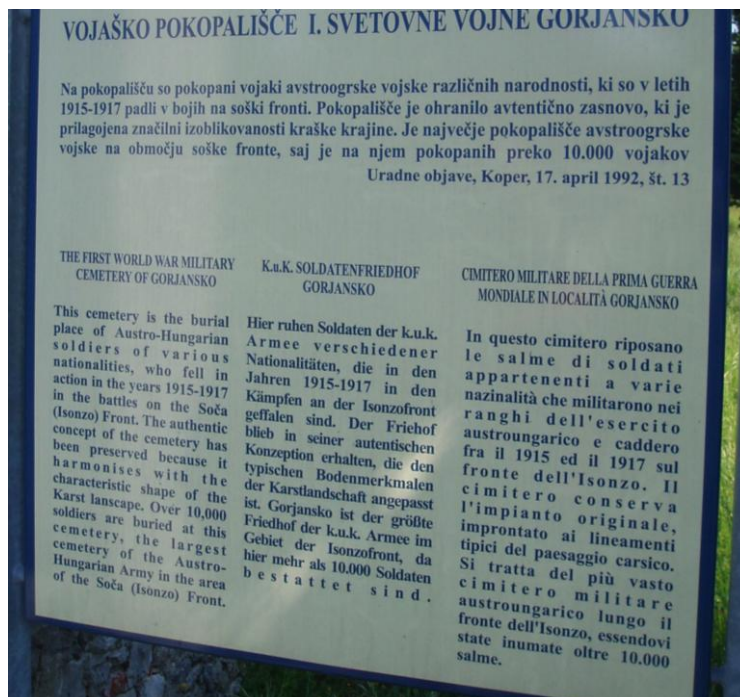 VOJAŠKO POKOPALIŠČE I. SVETOVNE VOJNE GORJANSKO
Na pokopališču so pokopani vojaki avstroogrske vojske različnih narodnosti, ki so v letih
1915-1917 padli v bojih na soški fronti. Pokopališče je ohranilo avtentično zasnovo, ki je
prilagojena značilni izoblikovanosti kraške krajine. Je največje pokopališče avstroogrske
vojske na območju soške fronte, saj je na njem pokopanih preko 10.000 vojakov
Uradne objave, Koper, 17. april 1992, št. 13
THE FIRST WORLD WAR MILITARY
CEMETERY OF GORJANSKO
This cemetery is the burial
place of Austro-Hungarian
soldiers of various
nationalities, who fell in
action in the years 1915-1917
in the battles on the Soča
(Isonzo) Front. The authentic
concept of the cemetery has
been preserved because it
harmonises with the
characteristic shape of the
Karst lanscape. Over 10,000
soldiers are buried at this
cemetery, the largest
cemetery of the Austro-
Hungarian Army in the area
of the Soča (Isonzo) Front.
K.u.K. SOLDATENFRIEDHOF
GORJANSKO
Hier ruhen Soldaten der k.u.k.
Armee verschiedener
Nationalitäten, die in den
Jahren 1915-1917 in den
Kämpfen an der Isonzofront
geffalen sind. Der Friehof
blieb in seiner autentischen
Konzeption erhalten, die den
typischen Bodenmerkmalen
der Karstlandschaft angepasst
ist. Gorjansko ist der größte
Friedhof der k.u.k. Armee im
Gebiet der Isonzofront, da
hier mehr als 10.000 Soldaten
bestattet sind.
CIMITERO MILITARE DELLA PRIMA GUERRA
MONDIALE IN LOCALITÀ GORJANSKO
In questo cimitero riposano
le salme di soldati
appartenenti a varie
nazinalità che militarono nei
ranghi dell'esercito
austroungarico e caddero
fra il 1915 ed il 1917 sul
fronte dell'Isonzo. Il
cimitero conserva
l'impianto originale,
improntato ai lineamenti
tipici del paesaggio carsico.
Si tratta del più vasto
cimitero militare
austroungarico lungo il
fronte dell'Isonzo, essendovi
state inumate oltre 10.000
salme.